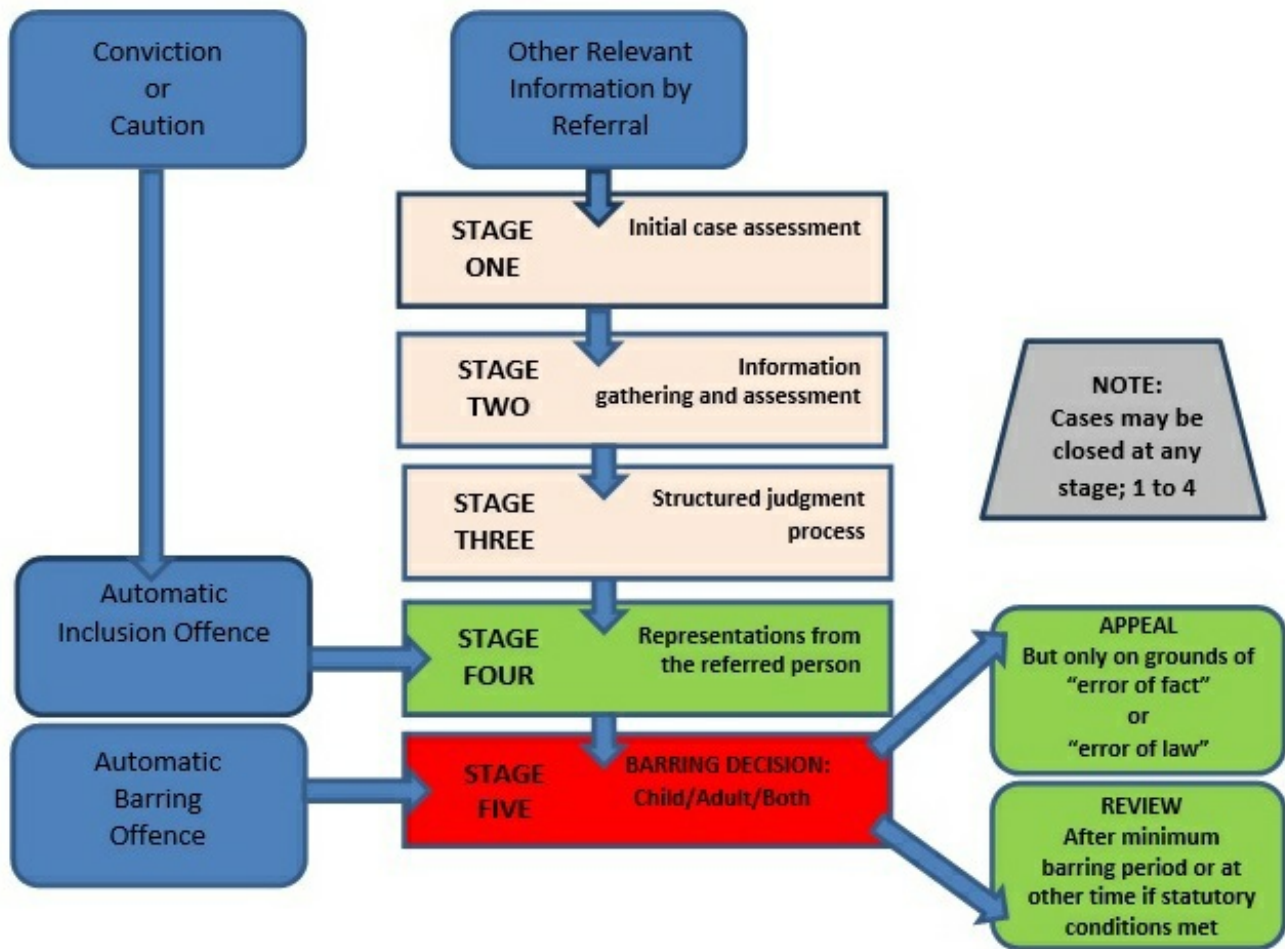 Conviction
or
Caution
Other Relevant
Information by
Referral
STAGE
ONE
Initial case assessment
STAGE
TWO
Information
gathering and assessment
STAGE
THREE
Structured judgment
process
NOTE:
Cases may be
closed at any
stage; 1 to 4
Automatic
Inclusion Offence
STAGE
FOUR
Representations from
the referred person
APPEAL
But only on grounds of
“error of fact”
or
“error of law”
Automatic
Barring
Offence
STAGE
FIVE
BARRING DECISION:
Child/Adult/Both
REVIEW
After minimum
barring period or at
other time if statutory
conditions met